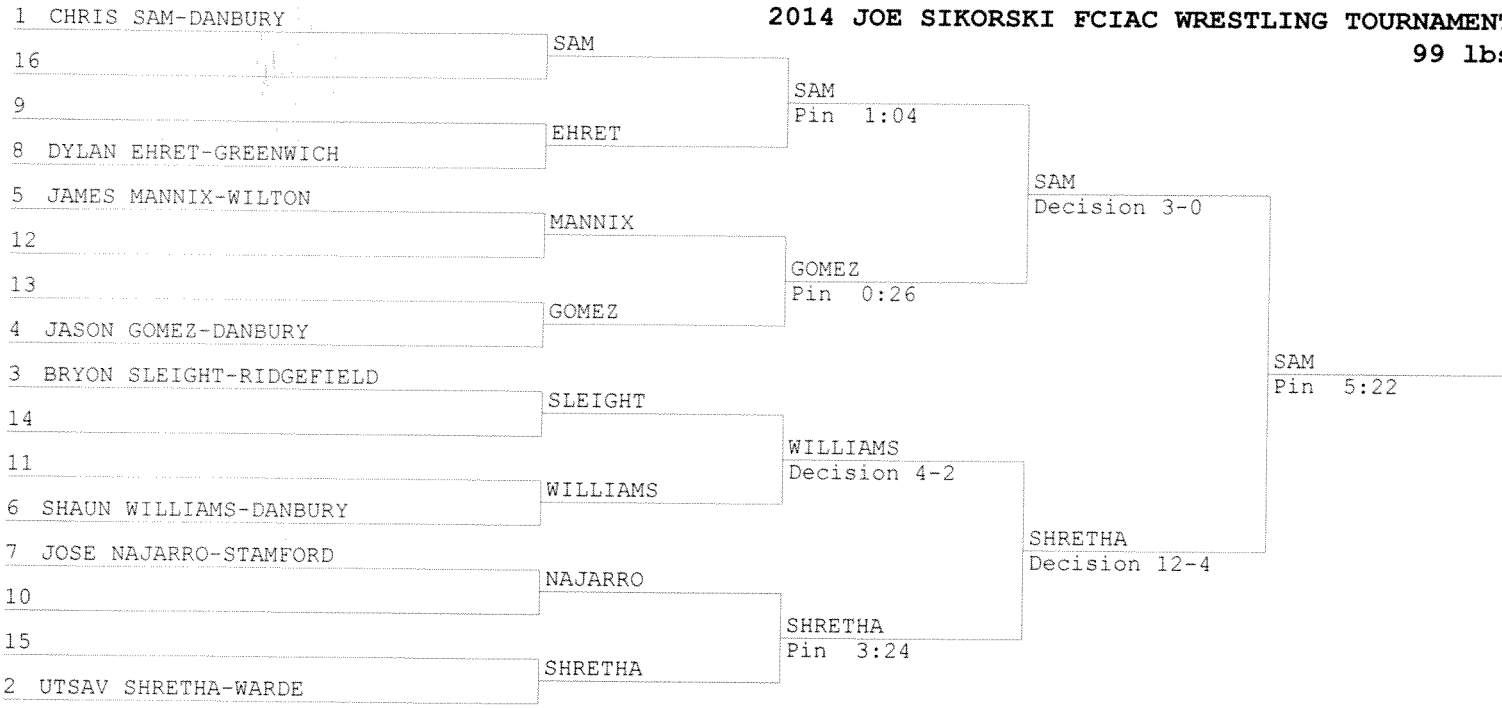 2014 JOE SIKORSKI FCIAC WRESTLING TOURNAMENT
99 lbs
1 CHRIS SAM-DANBURY
16
9
8 DYLAN EHRET-GREENWICH
5 JAMES MANNIX-WILTON
12
13
4 JASON GOMEZ-DANBURY
3 BRYON SLEIGHT-RIDGEFIELD
14
11
6 SHAUN WILLIAMS-DANBURY
7 JOSE NAJARRO-STAMFORD
10
15
2 UTSAV SHRETHA-WARDE
SAM
EHRET
MANNIX
GOMEZ
SLEIGHT
WILLIAMS
NAJARRO
SHRETHA
SAM
Pin 1:04
GOMEZ
Pin 0:26
WILLIAMS
Decision 4-2
SHRETHA
Pin 3:24
SAM
Decision 3-0
SHRETHA
Decision 12-4
SAM
Pin 5:22